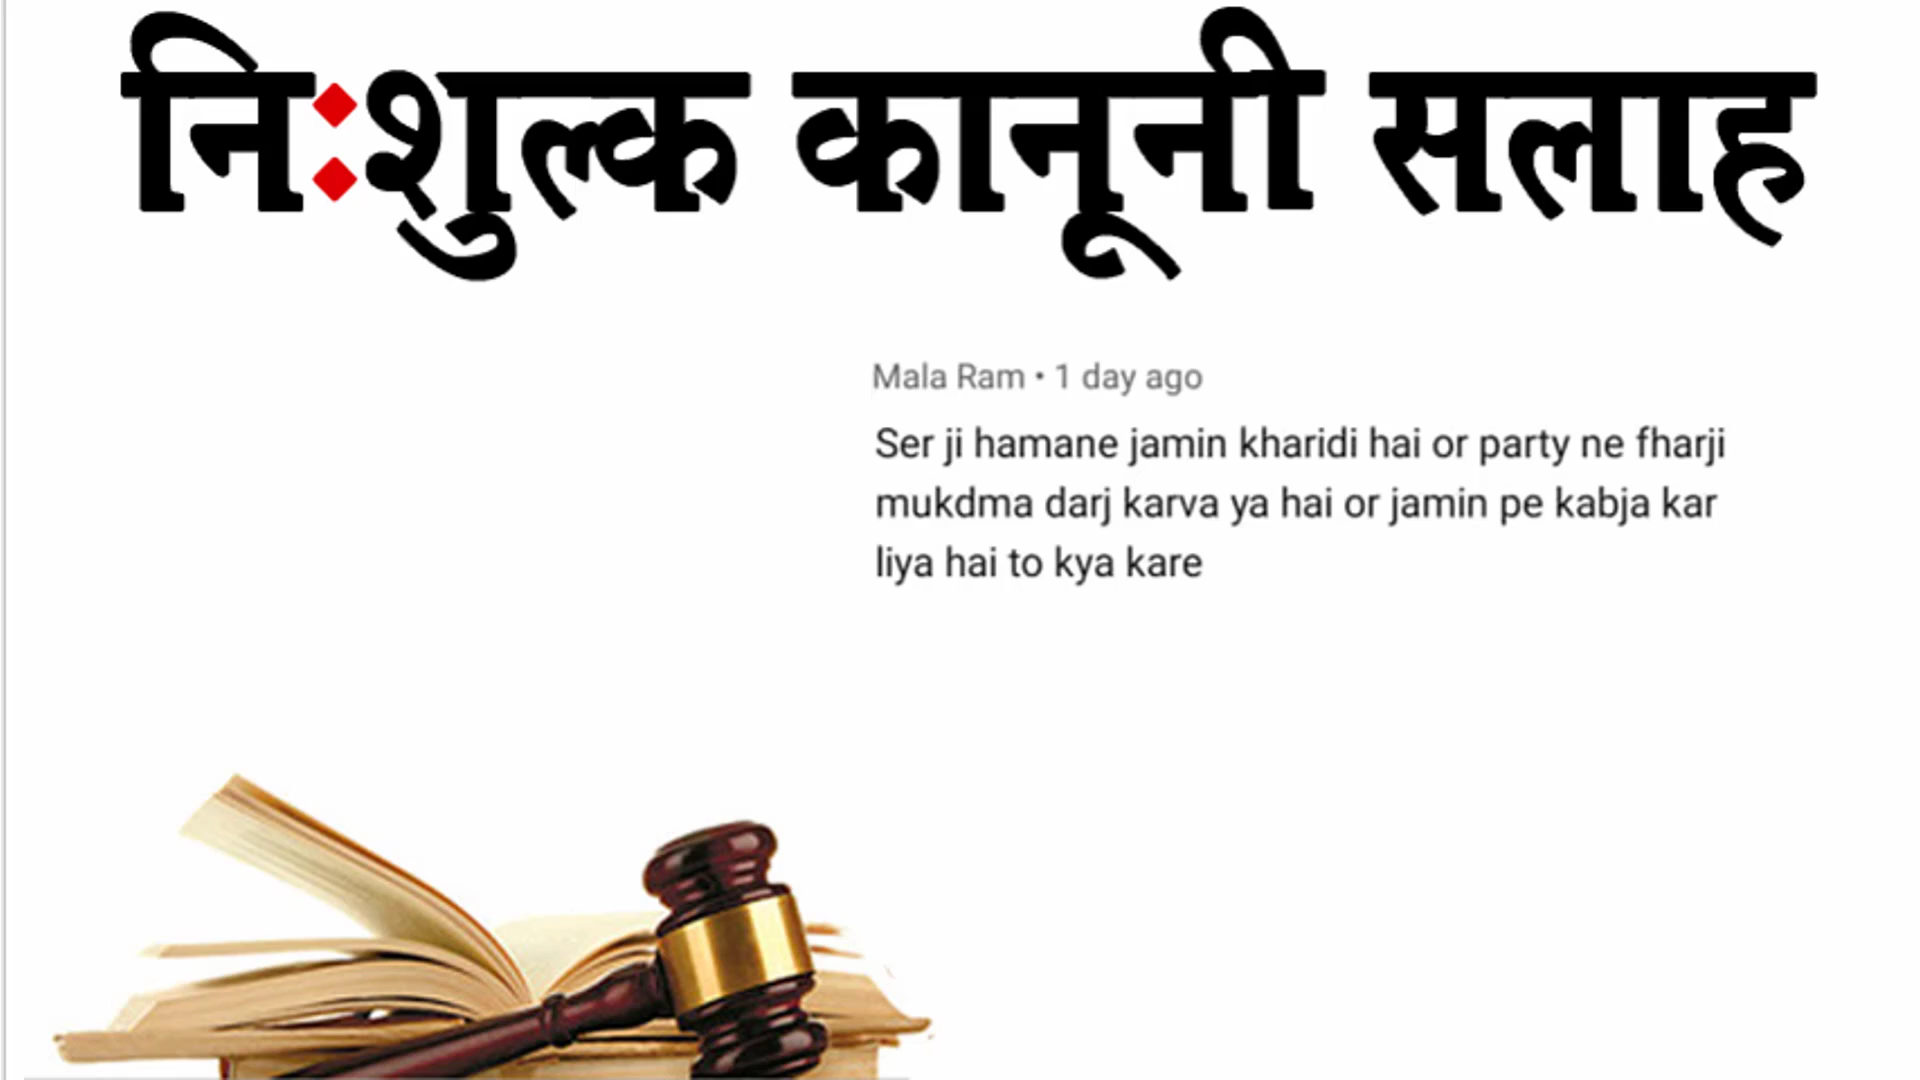 निःशुल्क कानूनी सलाह
Mala Ram • 1 day ago
Ser ji hamane jamin kharidi hai or party ne fharji
mukdma darj karva ya hai or jamin pe kabja kar
liya hai to kya kare